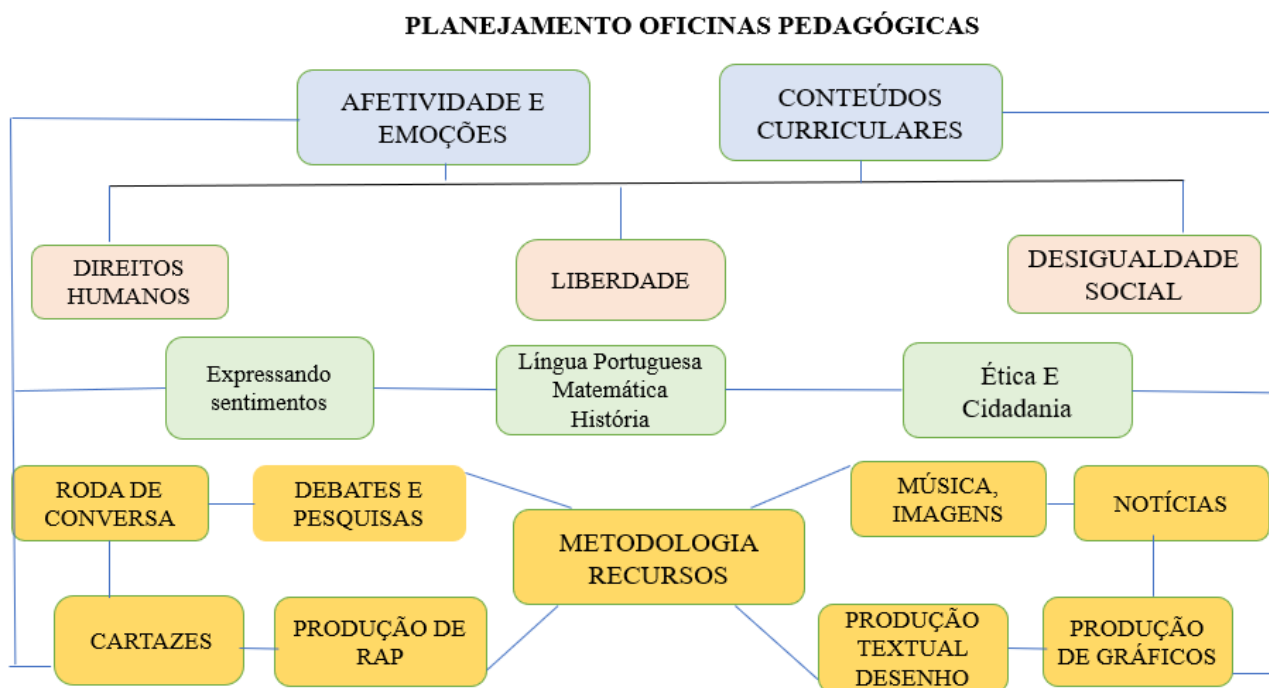 PLANEJAMENTO OFICINAS PEDAGÓGICAS
AFETIVIDADE E
EMOÇÕES
CONTEÚDOS
CURRICULARES
DIREITOS
HUMANOS
LIBERDADE
DESIGUALDADE
SOCIAL
Expressando
sentimentos
Língua Portuguesa
Matemática
História
Ética E
Cidadania
RODA DE
CONVERSA
DEBATES E
PESQUISAS
METODOLOGIA
RECURSOS
MÚSICA,
IMAGENS
NOTÍCIAS
CARTAZES
PRODUÇÃO DE
RAP
PRODUÇÃO
TEXTUAL
DESENHO
PRODUÇÃO
DE GRÁFICOS